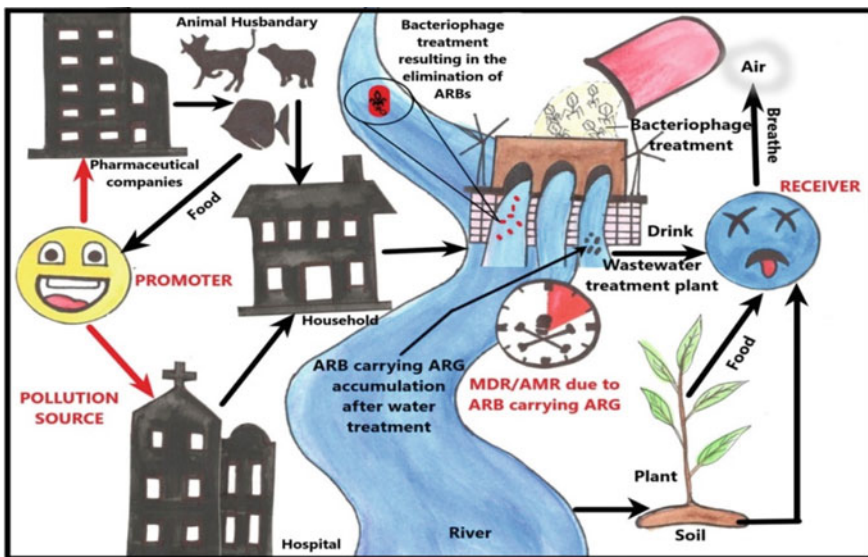 Animal Husbandary
Pharmaceutical
companies
Food
PROMOTER
POLLUTION
SOURCE
Household
Hospital
Bacteriophage
treatment
resulting in the
elimination of
ARBs
Bacteriophage
treatment
Air
Breathe
RECEIVER
Drink
Wastewater
treatment plant
ARB carrying ARG
accumulation
after water
treatment
MDR/AMR due to
ARB carrying ARG
Food
Plant
Soil
River